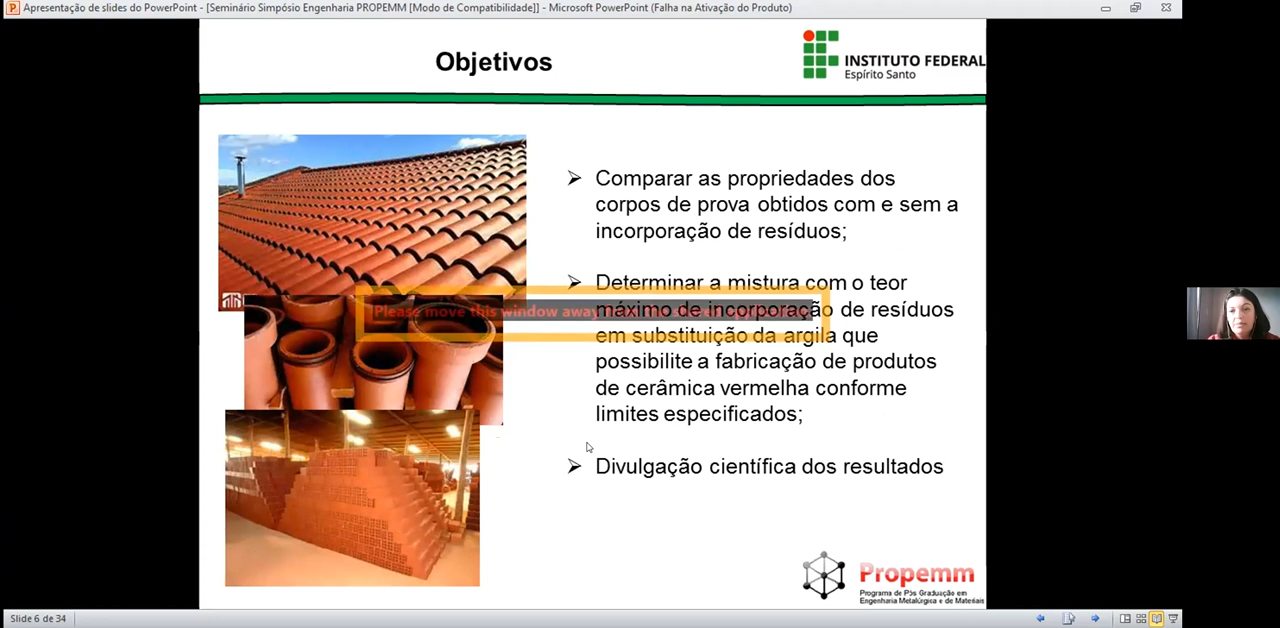 Apresentação de slides do PowerPoint - [Seminário Simpósio Engenharia PROPEMM [Modo de Compatibilidade]] - Microsoft PowerPoint (Falha na Ativação do Produto)
Objetivos
INSTITUTO FEDERAL
Espírito Santo
➢ Comparar as propriedades dos
corpos de prova obtidos com e sem a
incorporação de resíduos;
➢ Determinar a mistura com o teor
máximo de incorporação de resíduos
em substituição da argila que
possibilite a fabricação de produtos
de cerâmica vermelha conforme
limites especificados;
➢ Divulgação científica dos resultados
Please move this window away
Propemm
Programa de Pós Graduação em
Engenharia Metalúrgica e de Materiais
Slide 6 de 34